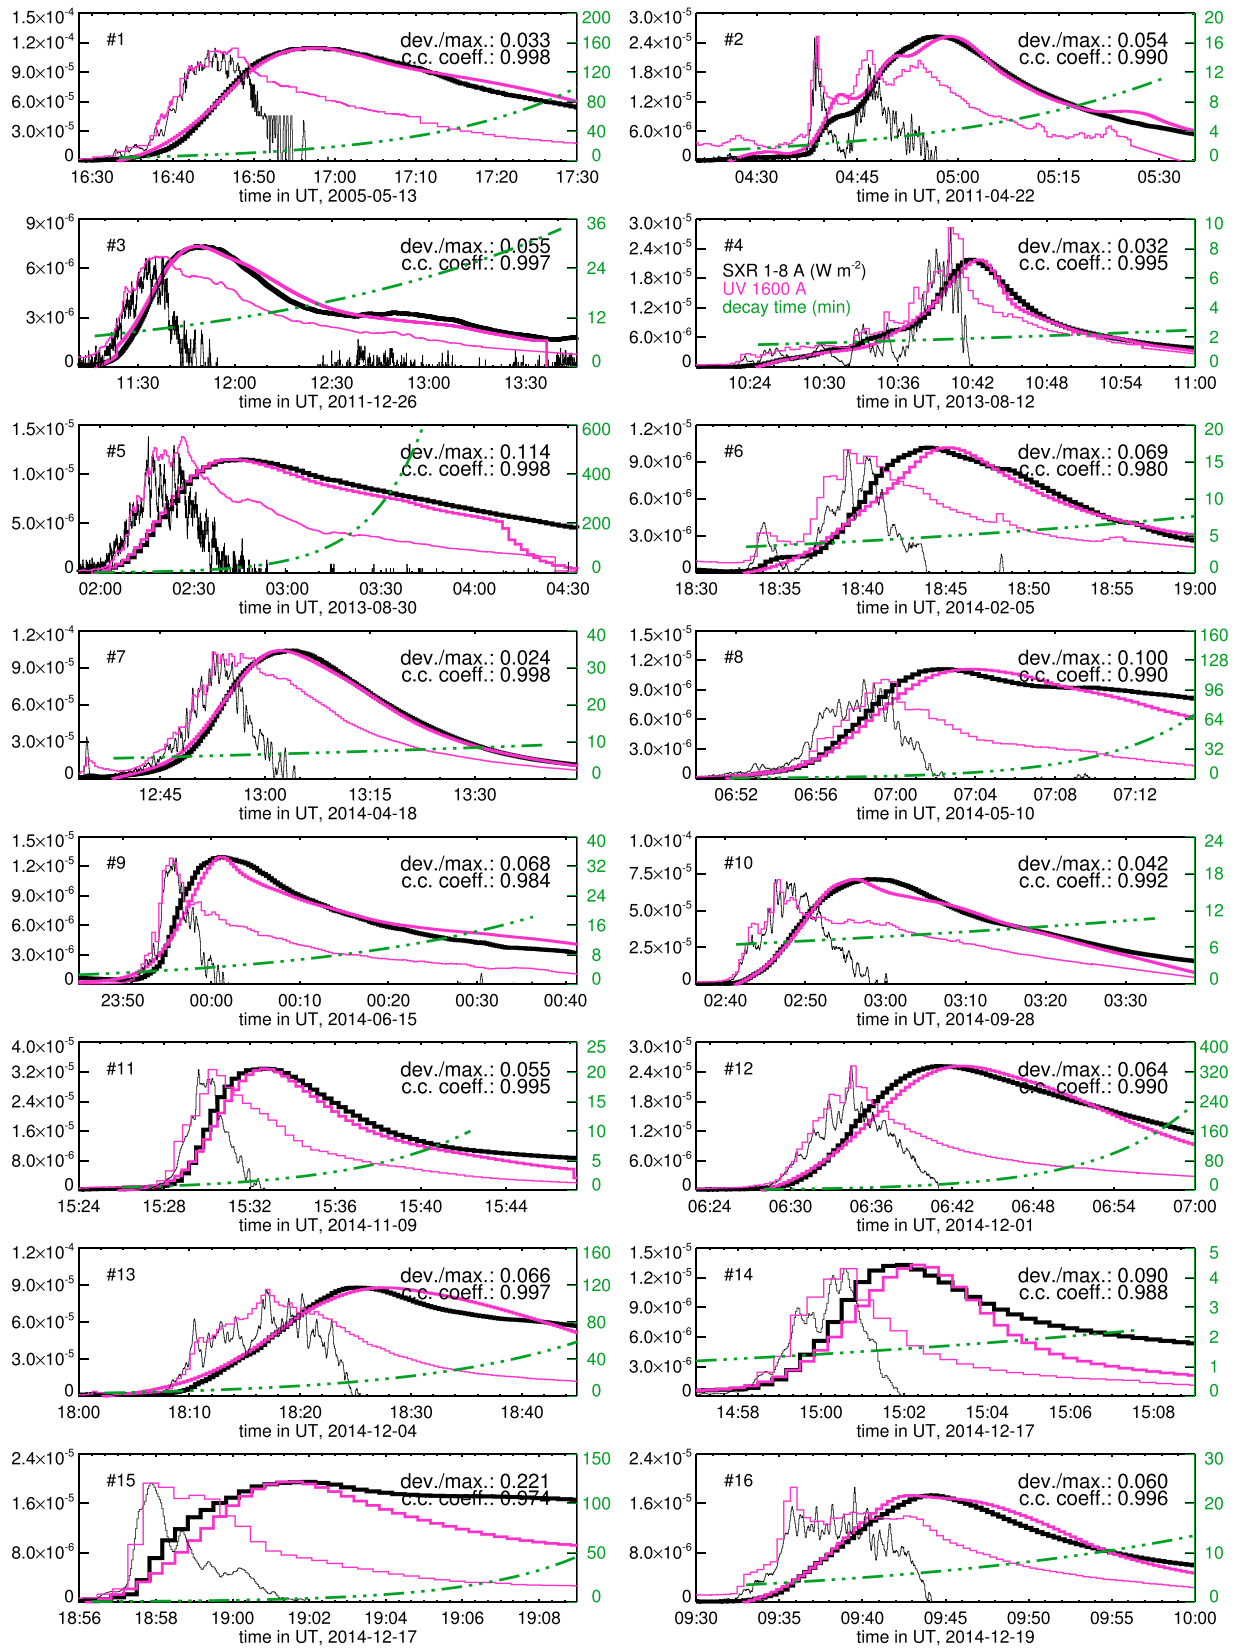 #1
dev./max.: 0.033
c.c. coeff.: 0.998
1.5×10⁻⁴
1.2×10⁻⁴
9.0×10⁻⁵
6.0×10⁻⁵
3.0×10⁻⁵
0
200
160
120
80
40
0
16:30 16:40 16:50 17:00 17:10 17:20 17:30
time in UT, 2005-05-13
#2
dev./max.: 0.054
c.c. coeff.: 0.990
3.0×10⁻⁵
2.4×10⁻⁵
1.8×10⁻⁵
1.2×10⁻⁵
6.0×10⁻⁶
0
20
16
12
8
4
0
04:30 04:45 05:00 05:15 05:30
time in UT, 2011-04-22
#3
dev./max.: 0.055
c.c. coeff.: 0.997
9×10⁻⁶
6×10⁻⁶
3×10⁻⁶
0
36
24
12
0
11:30 12:00 12:30 13:00 13:30
time in UT, 2011-12-26
#4
dev./max.: 0.032
c.c. coeff.: 0.995
SXR 1-8 A (W m⁻²)
UV 1600 A
decay time (min)
3.0×10⁻⁵
2.4×10⁻⁵
1.8×10⁻⁵
1.2×10⁻⁵
6.0×10⁻⁶
0
10
8
6
4
2
0
10:24 10:30 10:36 10:42 10:48 10:54 11:00
time in UT, 2013-08-12
#5
dev./max.: 0.114
c.c. coeff.: 0.998
1.5×10⁻⁵
1.0×10⁻⁵
5.0×10⁻⁶
0
600
400
200
0
02:00 02:30 03:00 03:30 04:00 04:30
time in UT, 2013-08-30
#6
dev./max.: 0.069
c.c. coeff.: 0.980
1.2×10⁻⁵
9.0×10⁻⁶
6.0×10⁻⁶
3.0×10⁻⁶
0
20
15
10
5
0
18:30 18:35 18:40 18:45 18:50 18:55 19:00
time in UT, 2014-02-05
#7
dev./max.: 0.024
c.c. coeff.: 0.998
1.2×10⁻⁴
9.0×10⁻⁵
6.0×10⁻⁵
3.0×10⁻⁵
0
40
30
20
10
0
12:45 13:00 13:15 13:30
time in UT, 2014-04-18
#8
dev./max.: 0.100
c.c. coeff.: 0.990
1.5×10⁻⁵
1.2×10⁻⁵
9.0×10⁻⁶
6.0×10⁻⁶
3.0×10⁻⁶
0
160
128
96
64
32
0
06:52 06:56 07:00 07:04 07:08 07:12
time in UT, 2014-05-10
#9
dev./max.: 0.068
c.c. coeff.: 0.984
1.5×10⁻⁵
1.2×10⁻⁵
9.0×10⁻⁶
6.0×10⁻⁶
3.0×10⁻⁶
0
40
32
24
16
8
0
23:50 00:00 00:10 00:20 00:30 00:40
time in UT, 2014-06-15
#10
dev./max.: 0.042
c.c. coeff.: 0.992
1.0×10⁻⁴
7.5×10⁻⁵
5.0×10⁻⁵
2.5×10⁻⁵
0
24
18
12
6
0
02:40 02:50 03:00 03:10 03:20 03:30
time in UT, 2014-09-28
#11
dev./max.: 0.055
c.c. coeff.: 0.995
4.0×10⁻⁵
3.2×10⁻⁵
2.4×10⁻⁵
1.6×10⁻⁵
8.0×10⁻⁶
0
25
20
15
10
5
0
15:24 15:28 15:32 15:36 15:40 15:44
time in UT, 2014-11-09
#12
dev./max.: 0.064
c.c. coeff.: 0.990
3.0×10⁻⁵
2.4×10⁻⁵
1.8×10⁻⁵
1.2×10⁻⁵
6.0×10⁻⁶
0
400
320
240
160
80
0
06:24 06:30 06:36 06:42 06:48 06:54 07:00
time in UT, 2014-12-01
#13
dev./max.: 0.066
c.c. coeff.: 0.997
1.2×10⁻⁴
9.0×10⁻⁵
6.0×10⁻⁵
3.0×10⁻⁵
0
160
120
80
40
0
18:00 18:10 18:20 18:30 18:40
time in UT, 2014-12-04
#14
dev./max.: 0.090
c.c. coeff.: 0.988
1.5×10⁻⁵
1.2×10⁻⁵
9.0×10⁻⁶
6.0×10⁻⁶
3.0×10⁻⁶
0
5
4
3
2
1
0
14:58 15:00 15:02 15:04 15:06 15:08
time in UT, 2014-12-17
#15
dev./max.: 0.221
c.c. coeff.: 0.974
2.4×10⁻⁵
1.6×10⁻⁵
8.0×10⁻⁶
0
150
100
50
0
18:56 18:58 19:00 19:02 19:04 19:06 19:08
time in UT, 2014-12-17
#16
dev./max.: 0.060
c.c. coeff.: 0.996
2.4×10⁻⁵
1.6×10⁻⁵
8.0×10⁻⁶
0
30
20
10
0
09:30 09:35 09:40 09:45 09:50 09:55 10:00
time in UT, 2014-12-19